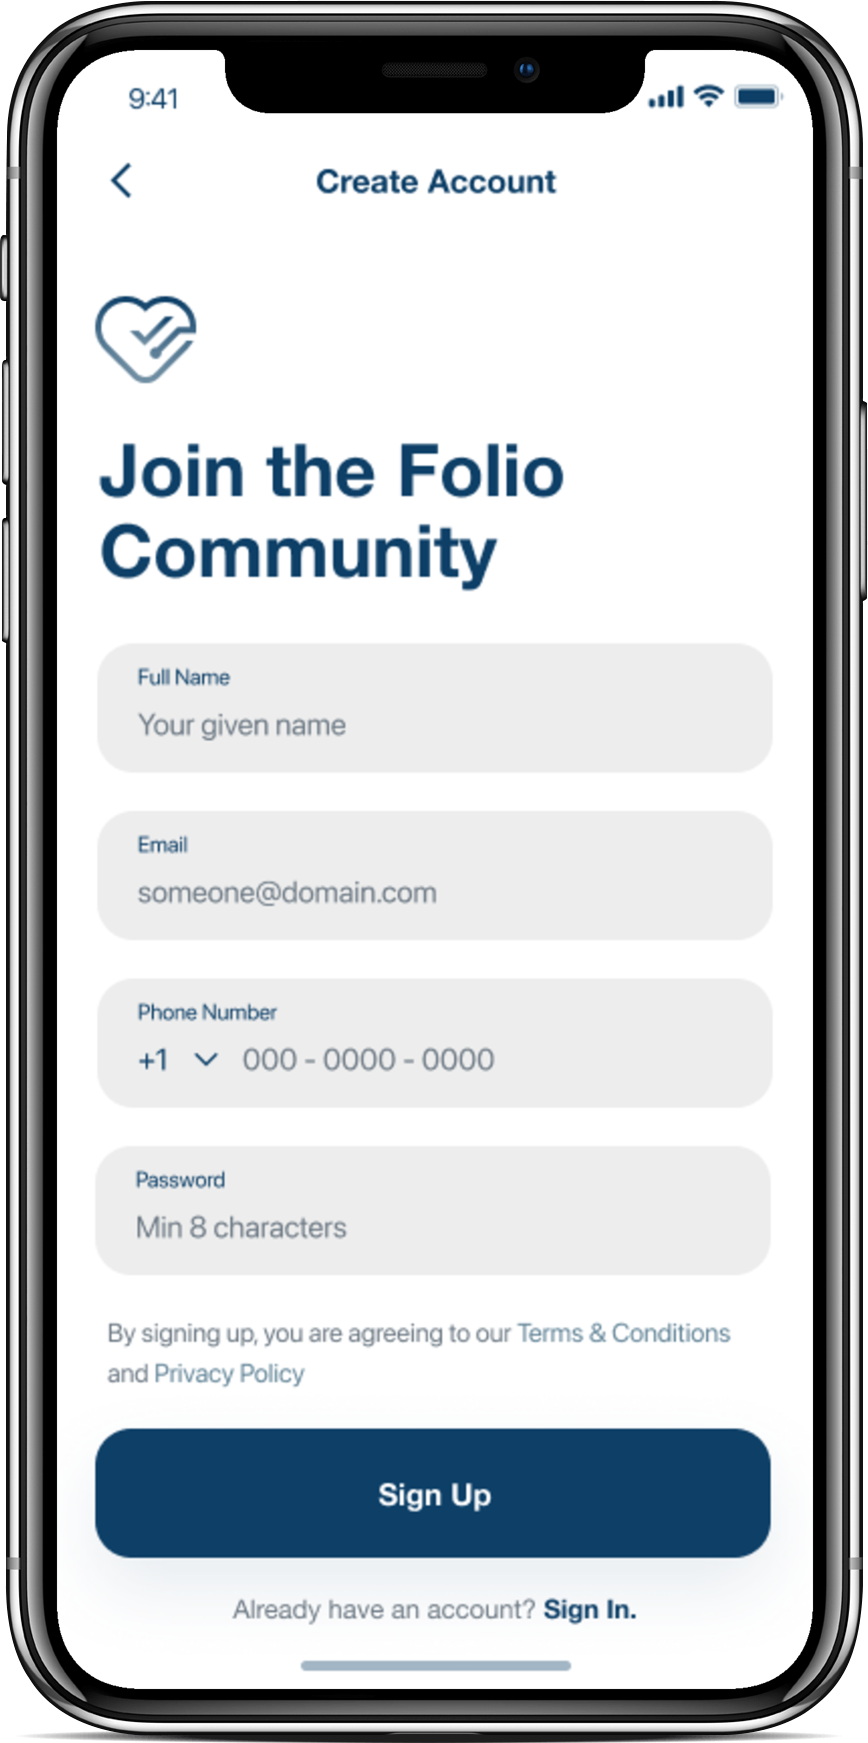 9:41
Create Account
Join the Folio
Community
Full Name
Your given name
Email
someone@domain.com
Phone Number
+1 000 - 0000 - 0000
Password
Min 8 characters
By signing up, you are agreeing to our Terms & Conditions
and Privacy Policy
Sign Up
Already have an account? Sign In.